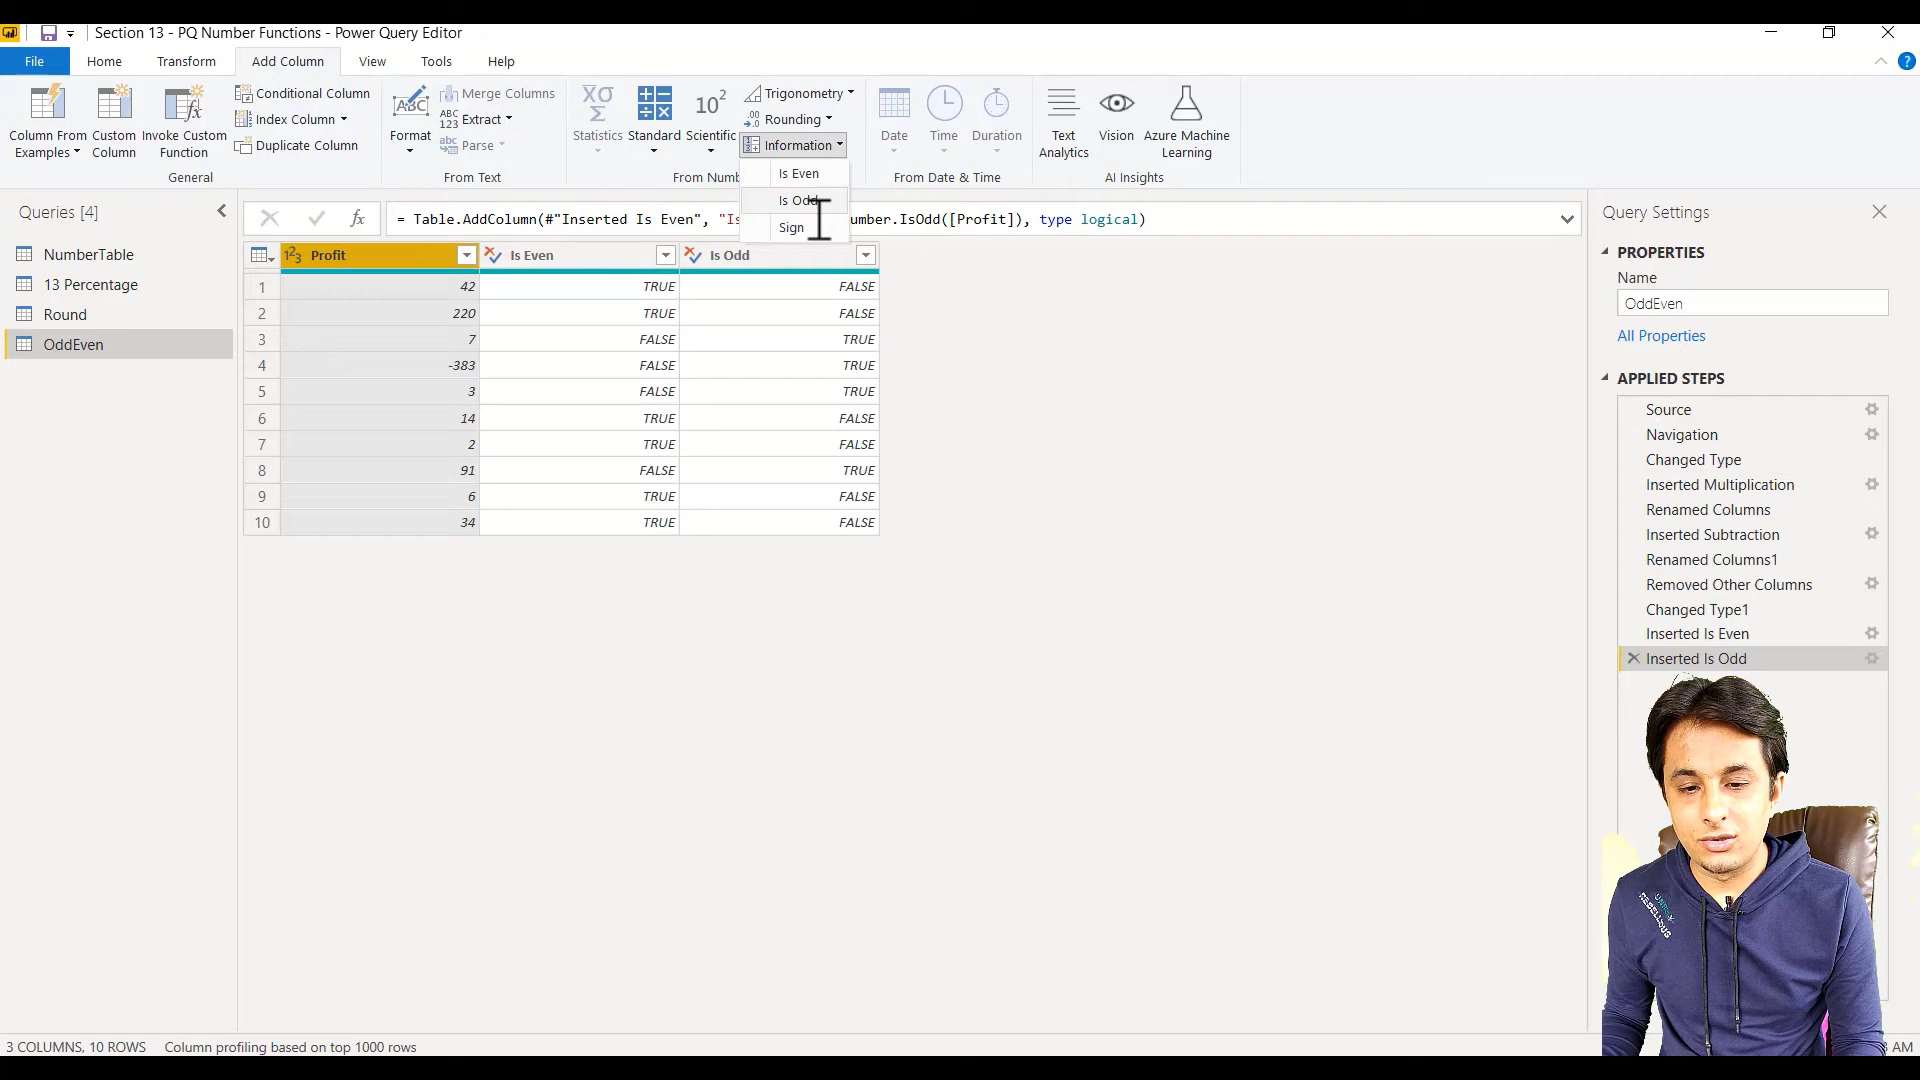 Section 13 - PQ Number Functions - Power Query Editor
File Home Transform Add Column View Tools Help
Column From Examples
Custom Column
Invoke Custom Function
Conditional Column
Index Column
Duplicate Column
General
Format
Merge Columns
Extract
Parse
From Text
Statistics
Standard
Scientific
Trigonometry
Rounding
Information
Is Even
Is Odd
Sign
Date
Time
Duration
From Date & Time
Text Analytics
Vision
Azure Machine Learning
AI Insights
Queries [4]
NumberTable
13 Percentage
Round
OddEven
= Table.AddColumn(#"Inserted Is Even", "Is umber.IsOdd([Profit]), type logical)
Profit Is Even Is Odd
1 42 TRUE FALSE
2 220 TRUE FALSE
3 7 FALSE TRUE
4 -383 FALSE TRUE
5 3 FALSE TRUE
6 14 TRUE FALSE
7 2 TRUE FALSE
8 91 FALSE TRUE
9 6 TRUE FALSE
10 34 TRUE FALSE
Query Settings
PROPERTIES
Name
OddEven
All Properties
APPLIED STEPS
Source
Navigation
Changed Type
Inserted Multiplication
Renamed Columns
Inserted Subtraction
Renamed Columns1
Removed Other Columns
Changed Type1
Inserted Is Even
Inserted Is Odd
REBELLIOUS
3 COLUMNS, 10 ROWS Column profiling based on top 1000 rows
AM